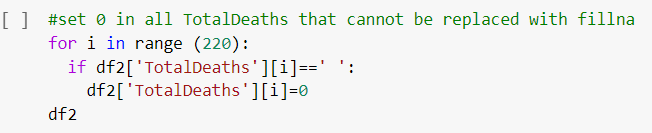 [ ] #set 0 in all TotalDeaths that cannot be replaced with fillna
for i in range (220):
  if df2['TotalDeaths'][i]==' ':
    df2['TotalDeaths'][i]=0
df2